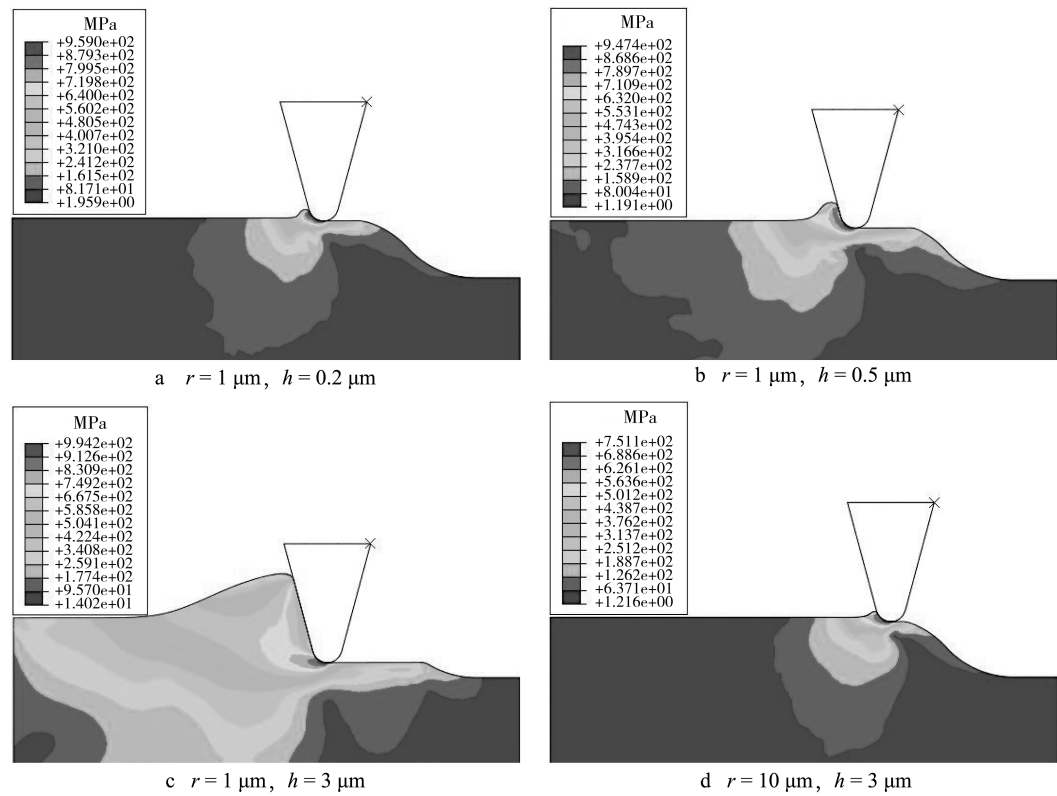 MPa
+9.590e+02
+8.793e+02
+7.995e+02
+7.198e+02
+6.400e+02
+5.602e+02
+4.805e+02
+4.007e+02
+3.210e+02
+2.412e+02
+1.615e+02
+8.171e+01
+1.959e+00
a r = 1 μm, h = 0.2 μm
MPa
+9.474e+02
+8.686e+02
+7.897e+02
+7.109e+02
+6.320e+02
+5.531e+02
+4.743e+02
+3.954e+02
+3.166e+02
+2.377e+02
+1.589e+02
+8.004e+01
+1.191e+00
b r = 1 μm, h = 0.5 μm
MPa
+9.942e+02
+9.126e+02
+8.309e+02
+7.492e+02
+6.675e+02
+5.858e+02
+5.041e+02
+4.224e+02
+3.408e+02
+2.591e+02
+1.774e+02
+9.570e+01
+1.402e+01
c r = 1 μm, h = 3 μm
MPa
+7.511e+02
+6.886e+02
+6.261e+02
+5.636e+02
+5.012e+02
+4.387e+02
+3.762e+02
+3.137e+02
+2.512e+02
+1.887e+02
+1.262e+02
+6.371e+01
+1.216e+00
d r = 10 μm, h = 3 μm